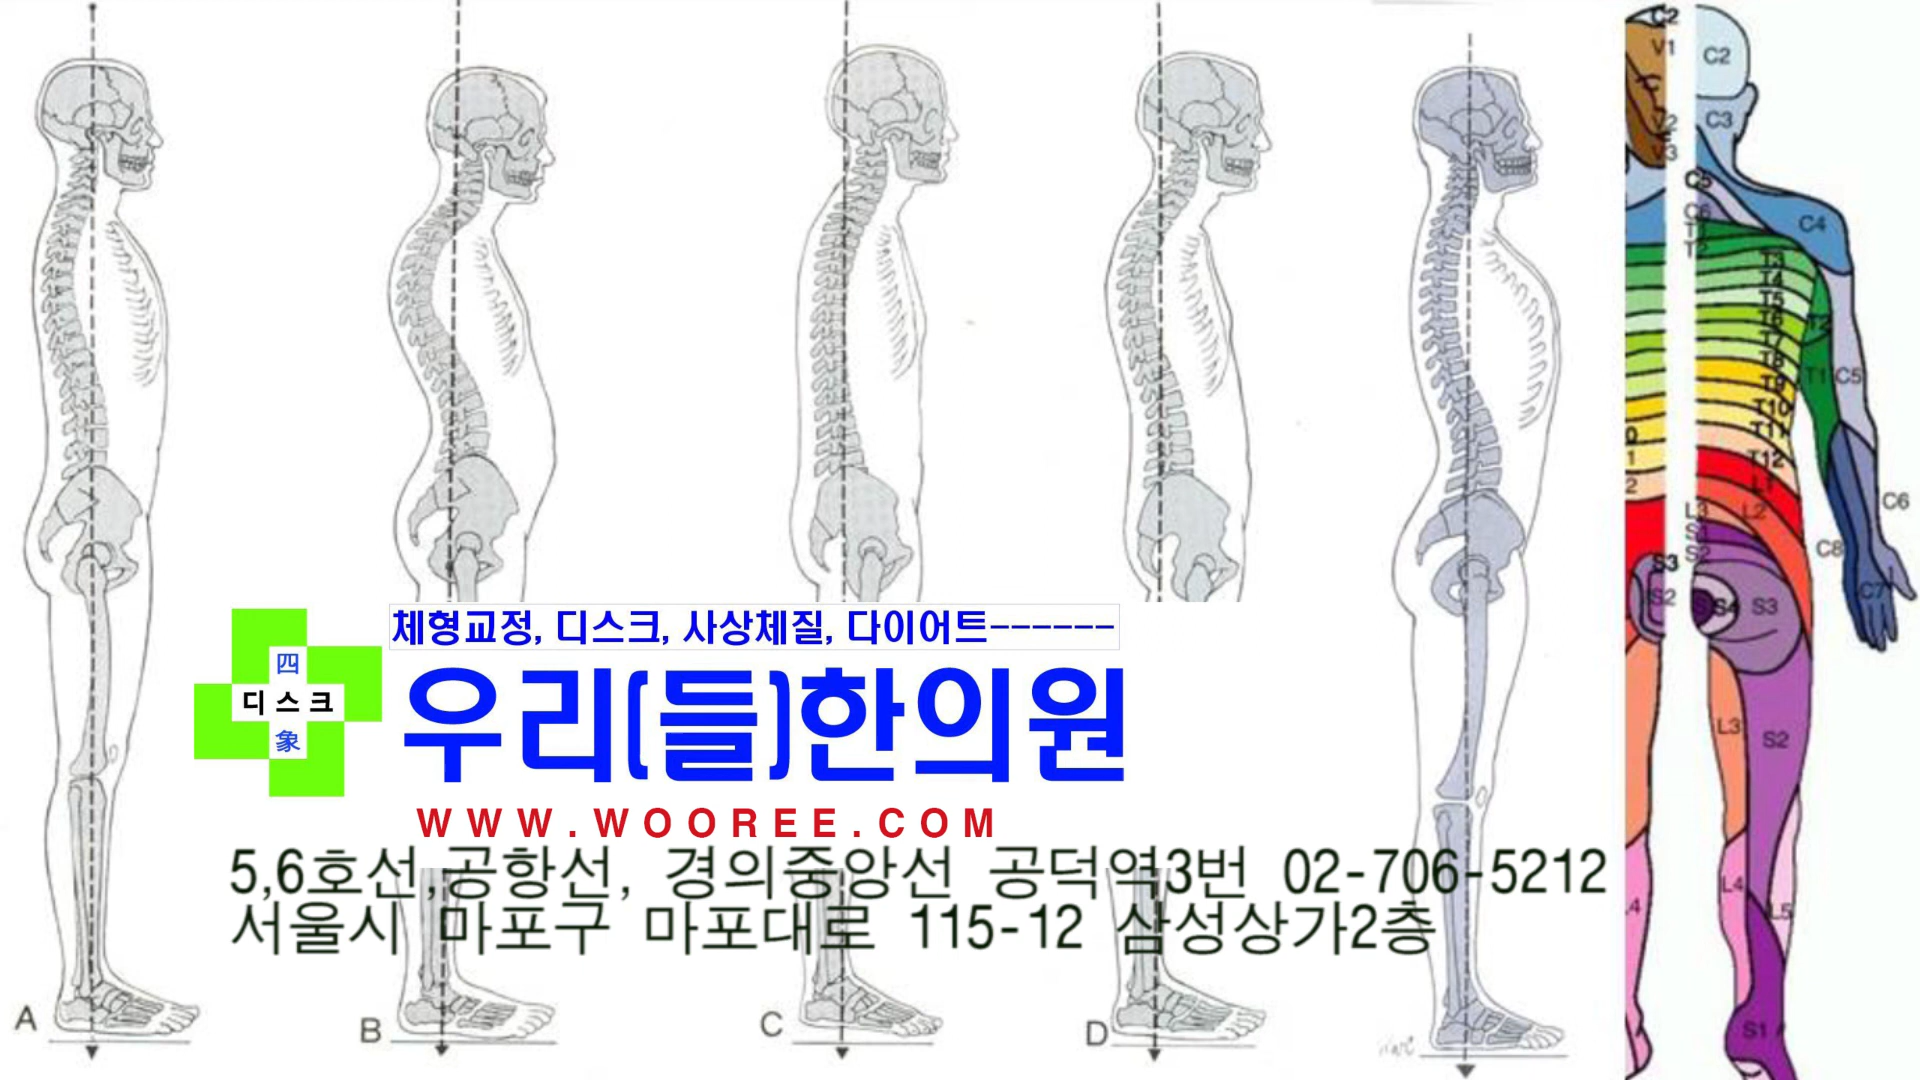 체형교정, 디스크, 사상체질, 다이어트------
四
디스크
象
우리(들)한의원
WWW.WOOREE.COM
5,6호선,공항선, 경의중앙선 공덕역3번 02-706-5212
서울시 마포구 마포대로 115-12 삼성상가2층
A
B
C
D
C2
V1
C2
V2
C3
V3
C5
C6
C4
T2
T3
T4
T5
T6
T2
T7
T8
T9
T1
C5
T10
T11
T12
L1
C6
L3
L2
S1
S2
C8
S3
S2
S4
S3
C7
L3
S2
L4
L5
S1